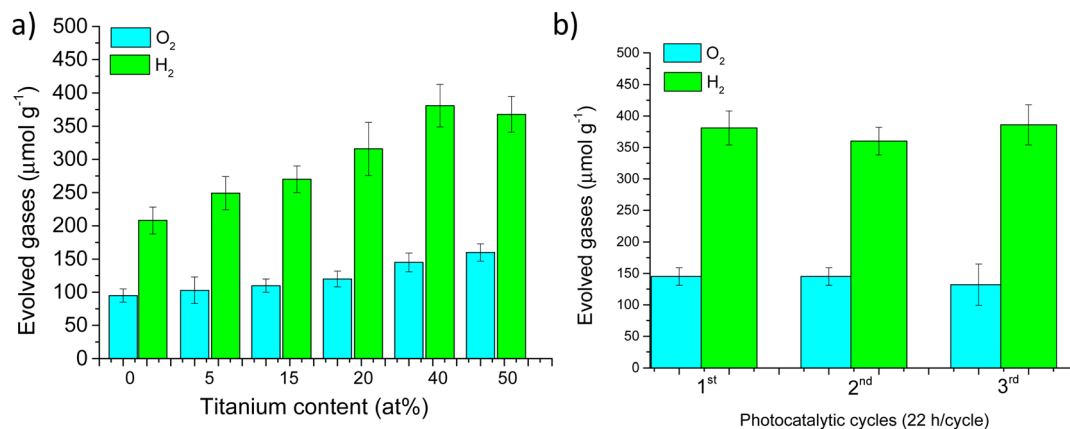 a)
O₂
H₂
500
450
400
350
300
250
200
150
100
50
0
Evolved gases (μmol g⁻¹)
0 5 15 20 40 50
Titanium content (at%)
b)
O₂
H₂
500
450
400
350
300
250
200
150
100
50
0
Evolved gases (μmol g⁻¹)
1ˢᵗ 2ⁿᵈ 3ʳᵈ
Photocatalytic cycles (22 h/cycle)